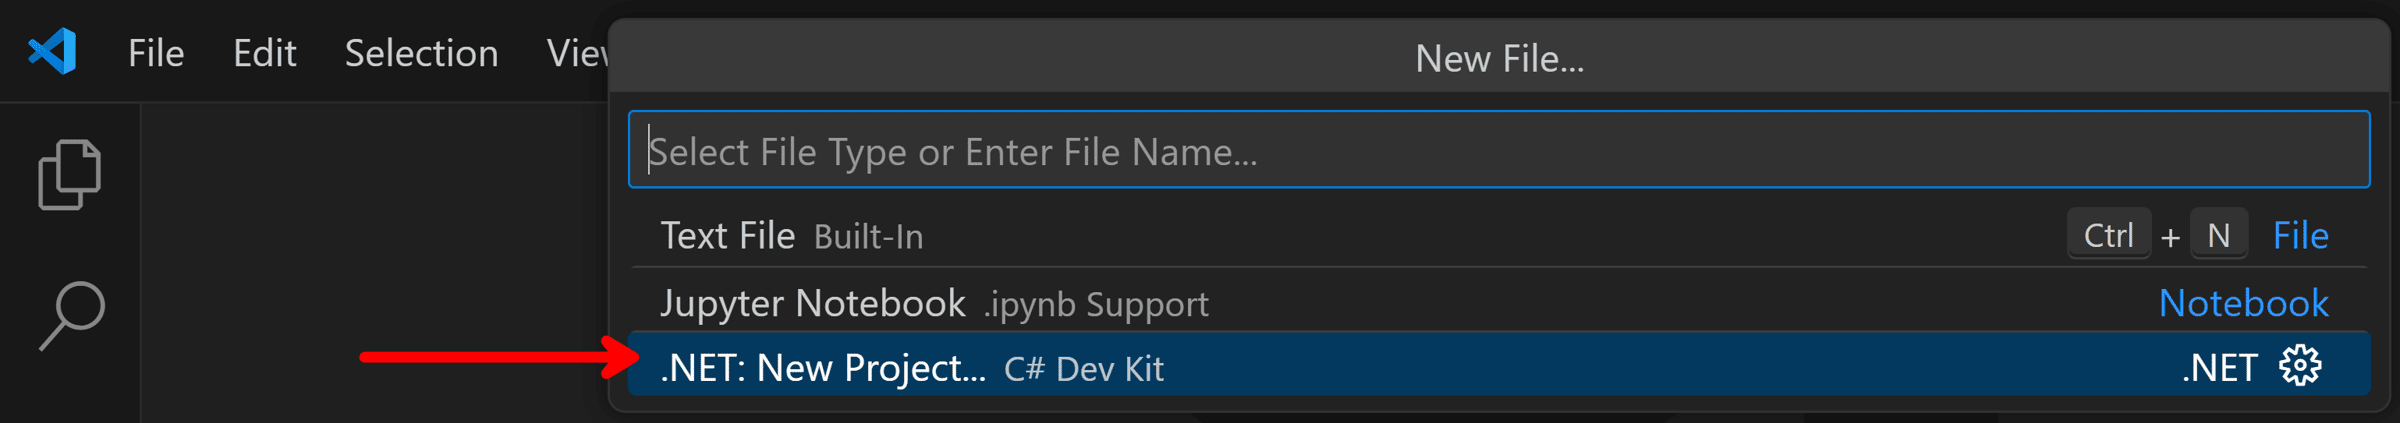 File Edit Selection View
New File...
Select File Type or Enter File Name...
Text File Built-In Ctrl + N File
Jupyter Notebook .ipynb Support Notebook
.NET: New Project... C# Dev Kit .NET